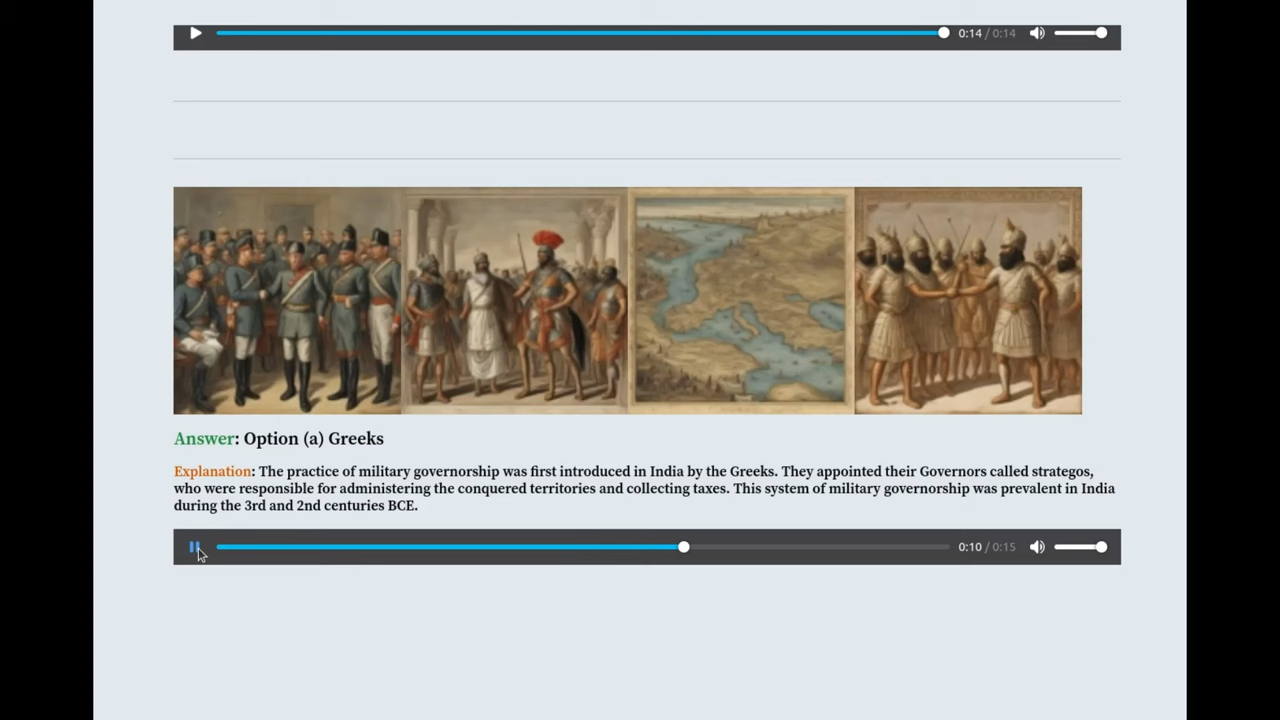 0:14 / 0:14
Answer: Option (a) Greeks
Explanation: The practice of military governorship was first introduced in India by the Greeks. They appointed their Governors called strategos,
who were responsible for administering the conquered territories and collecting taxes. This system of military governorship was prevalent in India
during the 3rd and 2nd centuries BCE.
0:10 / 0:15